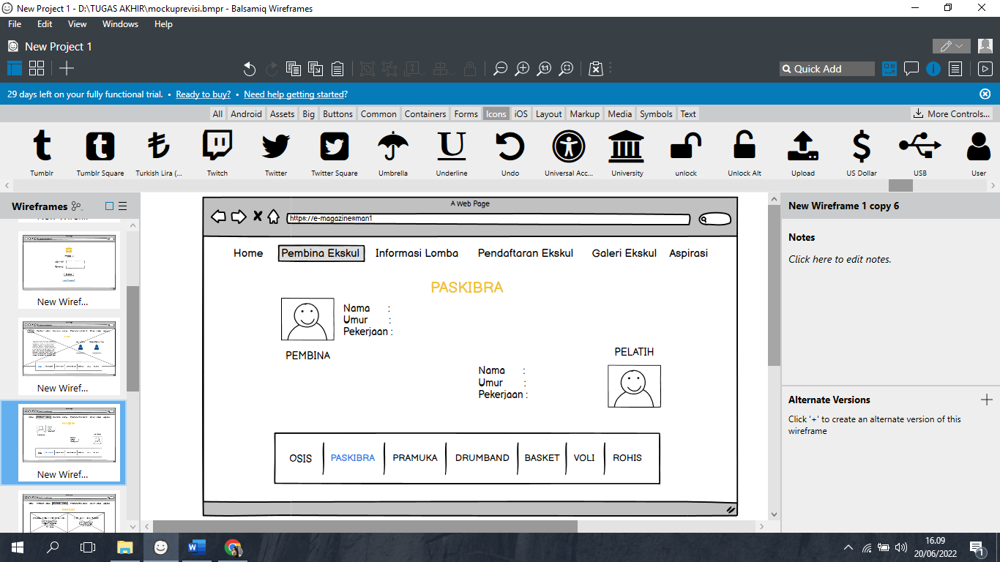 New Project 1 - D:\TUGAS AKHIR\mockuprevisi.bmpr - Balsamiq Wireframes
File Edit View Windows Help
New Project 1
Quick Add
29 days left on your fully functional trial. • Ready to buy? • Need help getting started?
All Android Assets Big Buttons Common Containers Forms Icons iOS Layout Markup Media Symbols Text More Controls...
Tumblr Tumblr Square Turkish Lira (... Twitch Twitter Twitter Square Umbrella Underline Undo Universal Acc... University unlock Unlock Alt Upload US Dollar USB User
Wireframes
New Wiref...
New Wiref...
New Wiref...
A Web Page
https://e-magazinesman1
Home Pembina Ekskul Informasi Lomba Pendaftaran Ekskul Galeri Ekskul Aspirasi
PASKIBRA
Nama :
Umur :
Pekerjaan :
PEMBINA
PELATIH
Nama :
Umur :
Pekerjaan :
OSIS PASKIBRA PRAMUKA DRUMBAND BASKET VOLI ROHIS
New Wireframe 1 copy 6
Notes
Click here to edit notes.
Alternate Versions
Click '+' to create an alternate version of this
wireframe
16.09
20/06/2022
1